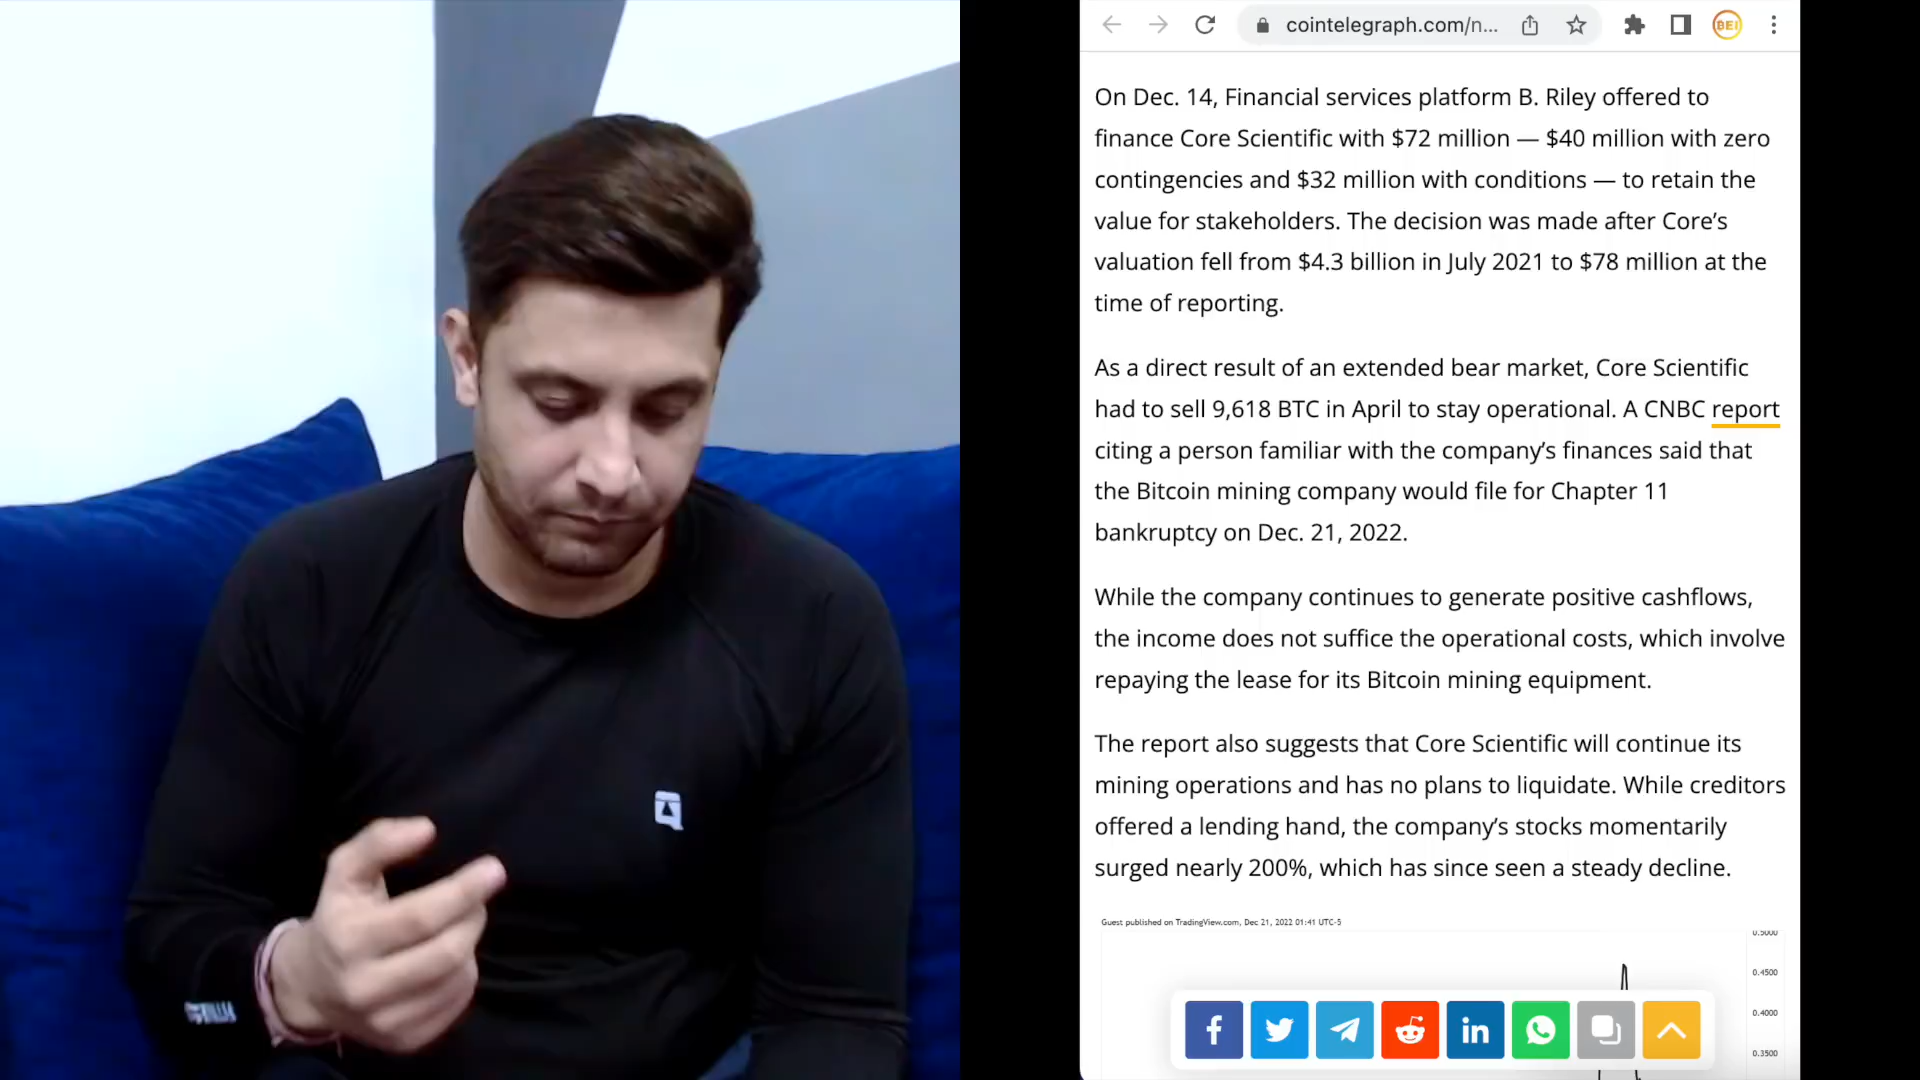 cointelegraph.com/n...
BEI
On Dec. 14, Financial services platform B. Riley offered to
finance Core Scientific with $72 million — $40 million with zero
contingencies and $32 million with conditions — to retain the
value for stakeholders. The decision was made after Core’s
valuation fell from $4.3 billion in July 2021 to $78 million at the
time of reporting.
As a direct result of an extended bear market, Core Scientific
had to sell 9,618 BTC in April to stay operational. A CNBC report
citing a person familiar with the company’s finances said that
the Bitcoin mining company would file for Chapter 11
bankruptcy on Dec. 21, 2022.
While the company continues to generate positive cashflows,
the income does not suffice the operational costs, which involve
repaying the lease for its Bitcoin mining equipment.
The report also suggests that Core Scientific will continue its
mining operations and has no plans to liquidate. While creditors
offered a lending hand, the company’s stocks momentarily
surged nearly 200%, which has since seen a steady decline.
Guest published on TradingView.com, Dec 21, 2022 01:41 UTC-5
0.5000
0.4500
0.4000
0.3500